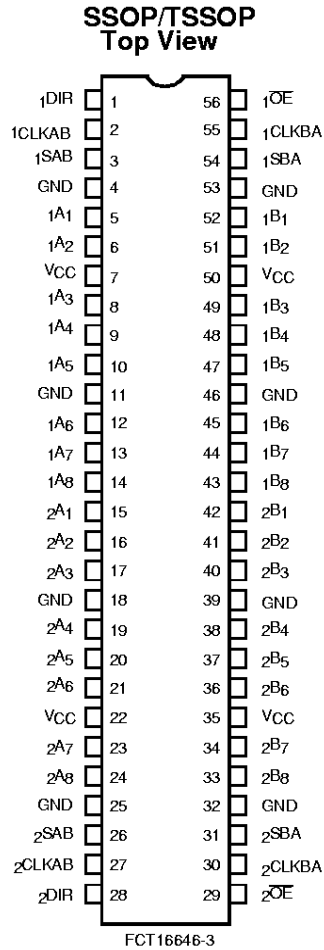 SSOP/TSSOP
Top View
1DIR 1 56 1OE
1CLKAB 2 55 1CLKBA
1SAB 3 54 1SBA
GND 4 53 GND
1A1 5 52 1B1
1A2 6 51 1B2
VCC 7 50 VCC
1A3 8 49 1B3
1A4 9 48 1B4
1A5 10 47 1B5
GND 11 46 GND
1A6 12 45 1B6
1A7 13 44 1B7
1A8 14 43 1B8
2A1 15 42 2B1
2A2 16 41 2B2
2A3 17 40 2B3
GND 18 39 GND
2A4 19 38 2B4
2A5 20 37 2B5
2A6 21 36 2B6
VCC 22 35 VCC
2A7 23 34 2B7
2A8 24 33 2B8
GND 25 32 GND
2SAB 26 31 2SBA
2CLKAB 27 30 2CLKBA
2DIR 28 29 2OE
FCT16646-3